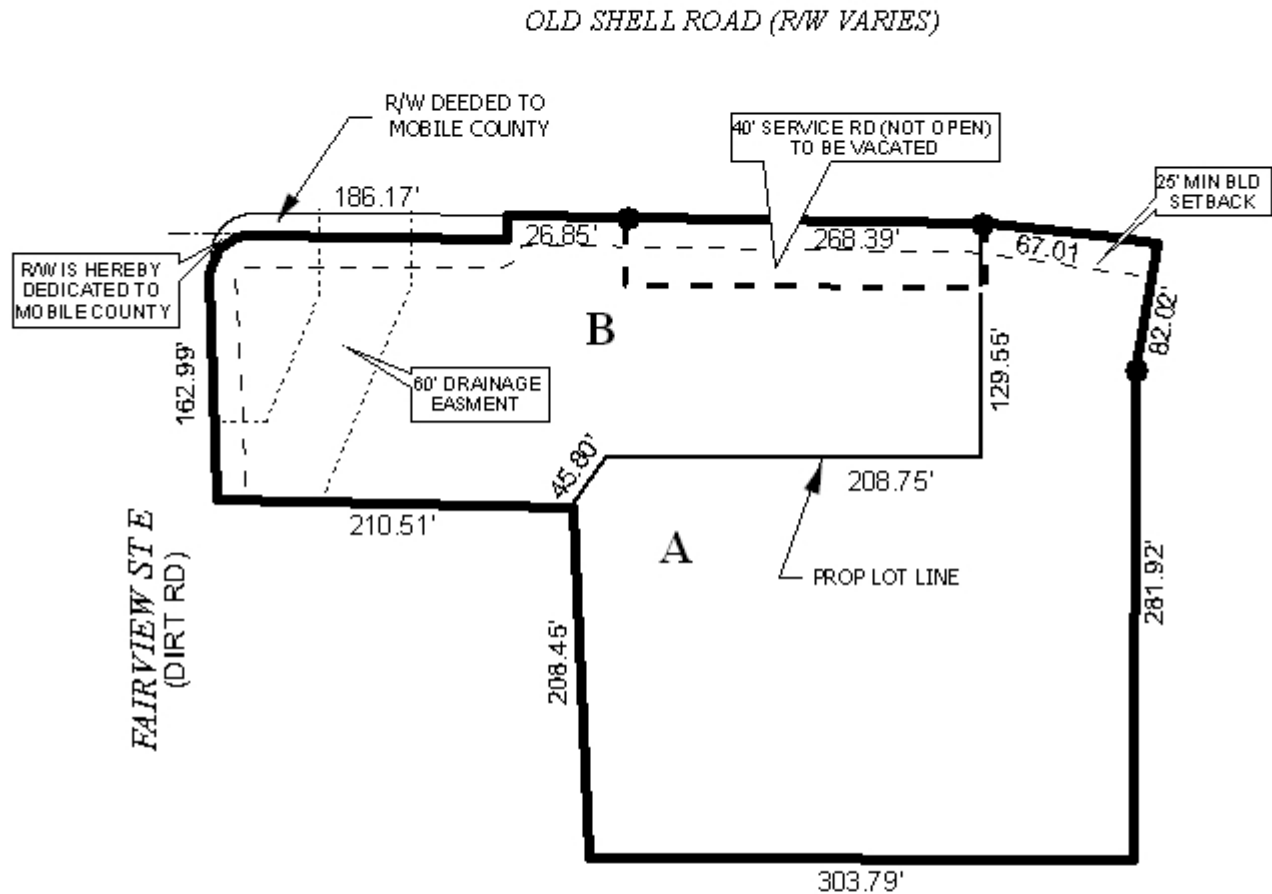 OLD SHELL ROAD (R/W VARIES)
R/W DEEDED TO
MOBILE COUNTY
40' SERVICE RD (NOT OPEN)
TO BE VACATED
25' MIN BLD
SETBACK
186.17'
26.85'
268.39'
67.01
R/W IS HEREBY
DEDICATED TO
MOBILE COUNTY
82.02'
B
162.99'
60' DRAINAGE
EASMENT
129.55'
45.80'
208.75'
210.51'
A
PROP LOT LINE
FAIRVIEW ST E
(DIRT RD)
208.45'
281.92'
303.79'